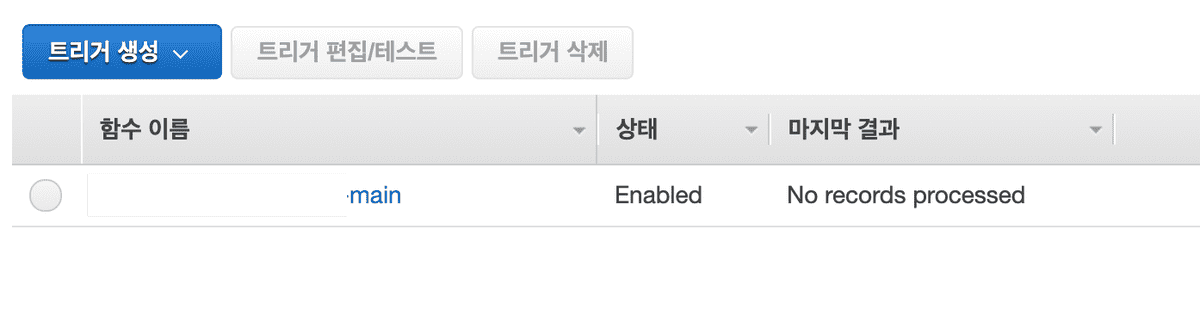 트리거 생성 트리거 편집/테스트 트리거 삭제
함수 이름 상태 마지막 결과
-main Enabled No records processed